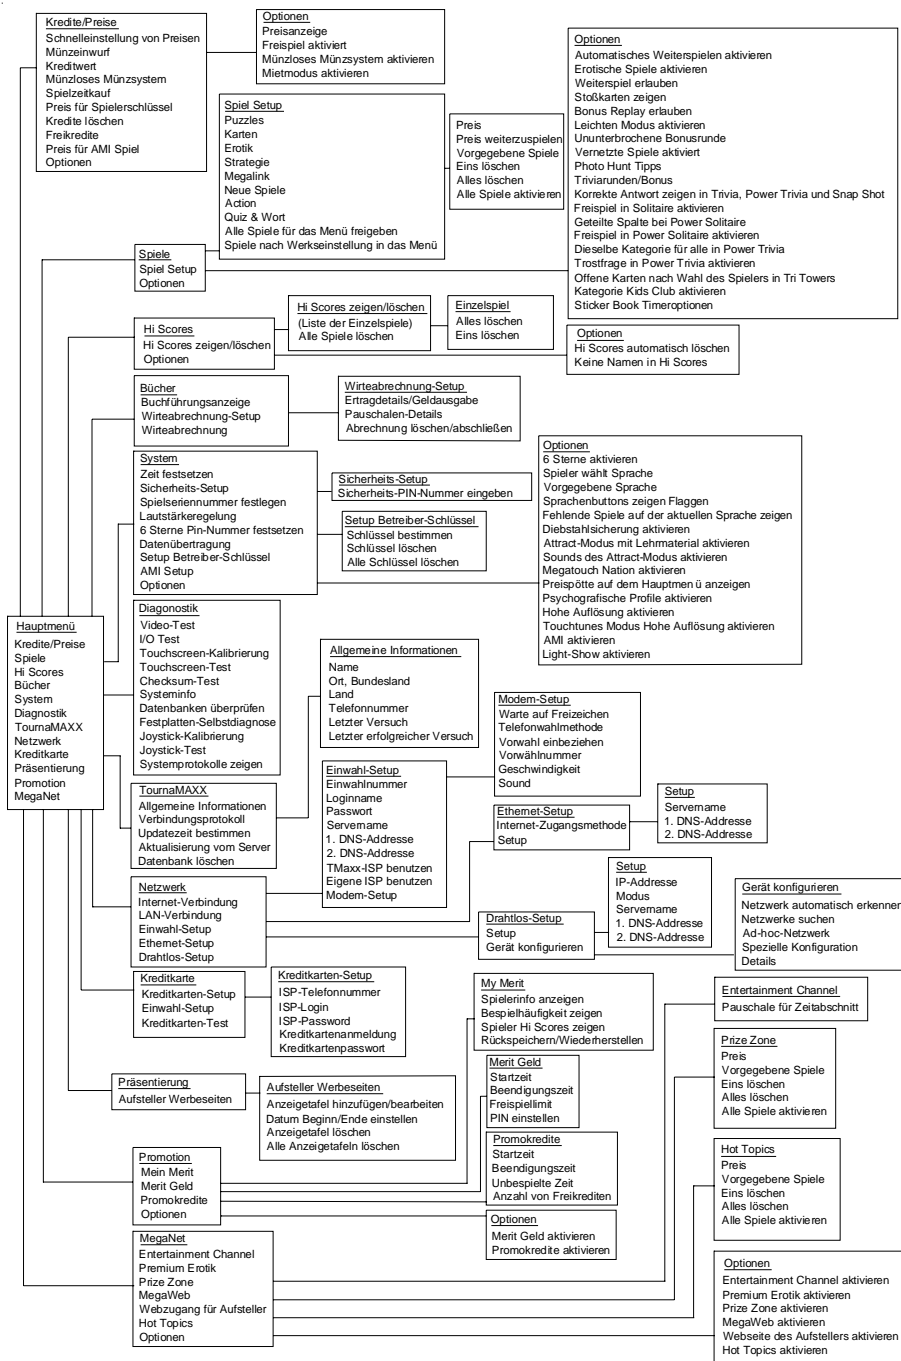 Kredite/Preise
Schnelleinstellung von Preisen
Münzeinwurf
Kreditwert
Münzloses Münzsystem
Spielzeitkauf
Preis für Spielerschlüssel
Kredite löschen
Freikredite
Preis für AMI Spiel
Optionen
Optionen
Preisanzeige
Freispiel aktiviert
Münzloses Münzsystem aktivieren
Mietmodus aktivieren
Spiel Setup
Puzzles
Karten
Erotik
Strategie
Megalink
Neue Spiele
Action
Quiz & Wort
Alle Spiele für das Menü freigeben
Spiele nach Werkseinstellung in das Menü
Preis
Preis weiterzuspielen
Vorgegebene Spiele
Eins löschen
Alles löschen
Alle Spiele aktivieren
Optionen
Automatisches Weiterspielen aktivieren
Erotische Spiele aktivieren
Weiterspiel erlauben
Stoßkarten zeigen
Bonus Replay erlauben
Leichten Modus aktivieren
Ununterbrochene Bonusrunde
Vernetzte Spiele aktiviert
Photo Hunt Tipps
Triviarunden/Bonus
Korrekte Antwort zeigen in Trivia, Power Trivia und Snap Shot
Freispiel in Solitaire aktivieren
Geteilte Spalte bei Power Solitaire
Freispiel in Power Solitaire aktivieren
Dieselbe Kategorie für alle in Power Trivia
Trostfrage in Power Trivia aktivieren
Offene Karten nach Wahl des Spielers in Tri Towers
Kategorie Kids Club aktivieren
Sticker Book Timeroptionen
Spiele
Spiel Setup
Optionen
Hi Scores
Hi Scores zeigen/löschen
Optionen
Hi Scores zeigen/löschen
(Liste der Einzelspiele)
Alle Spiele löschen
Einzelspiel
Alles löschen
Eins löschen
Optionen
Hi Scores automatisch löschen
Keine Namen in Hi Scores
Bücher
Buchführungsanzeige
Wirteabrechnung-Setup
Wirteabrechnung
Wirteabrechnung-Setup
Ertragdetails/Geldausgabe
Pauschalen-Details
Abrechnung löschen/abschließen
System
Zeit festsetzen
Sicherheits-Setup
Spielseriennummer festlegen
Lautstärkeregelung
6 Sterne Pin-Nummer festsetzen
Datenübertragung
Setup Betreiber-Schlüssel
AMI Setup
Optionen
Sicherheits-Setup
Sicherheits-PIN-Nummer eingeben
Setup Betreiber-Schlüssel
Schlüssel bestimmen
Schlüssel löschen
Alle Schlüssel löschen
Optionen
6 Sterne aktivieren
Spieler wählt Sprache
Vorgegebene Sprache
Sprachenbuttons zeigen Flaggen
Fehlende Spiele auf der aktuellen Sprache zeigen
Diebstahlsicherung aktivieren
Attract-Modus mit Lehrmaterial aktivieren
Sounds des Attract-Modus aktivieren
Megatouch Nation aktivieren
Preispötte auf dem Hauptmen ü anzeigen
Psychografische Profile aktivieren
Hohe Auflösung aktivieren
Touchtunes Modus Hohe Auflösung aktivieren
AMI aktivieren
Light-Show aktivieren
Hauptmenü
Kredite/Preise
Spiele
Hi Scores
Bücher
System
Diagnostik
TournaMAXX
Netzwerk
Kreditkarte
Präsentierung
Promotion
MegaNet
Diagonostik
Video-Test
I/O Test
Touchscreen-Kalibrierung
Touchscreen-Test
Checksum-Test
Systeminfo
Datenbanken überprüfen
Festplatten-Selbstdiagnose
Joystick-Kalibrierung
Joystick-Test
Systemprotokolle zeigen
Allgemeine Informationen
Name
Ort, Bundesland
Land
Telefonnummer
Letzter Versuch
Letzter erfolgreicher Versuch
TournaMAXX
Allgemeine Informationen
Verbindungsprotokoll
Updatezeit bestimmen
Aktualisierung vom Server
Datenbank löschen
Einwahl-Setup
Einwahlnummer
Loginname
Passwort
Servername
1. DNS-Addresse
2. DNS-Addresse
TMaxx-ISP benutzen
Eigene ISP benutzen
Modem-Setup
Modem-Setup
Warte auf Freizeichen
Telefonwahlmethode
Vorwahl einbeziehen
Vorwählnummer
Geschwindigkeit
Sound
Ethernet-Setup
Internet-Zugangsmethode
Setup
Setup
Servername
1. DNS-Addresse
2. DNS-Addresse
Netzwerk
Internet-Verbindung
LAN-Verbindung
Einwahl-Setup
Ethernet-Setup
Drahtlos-Setup
Drahtlos-Setup
Setup
Gerät konfigurieren
Setup
IP-Addresse
Modus
Servername
1. DNS-Addresse
2. DNS-Addresse
Gerät konfigurieren
Netzwerk automatisch erkennen
Netzwerke suchen
Ad-hoc-Netzwerk
Spezielle Konfiguration
Details
Kreditkarte
Kreditkarten-Setup
Einwahl-Setup
Kreditkarten-Test
Kreditkarten-Setup
ISP-Telefonnummer
ISP-Login
ISP-Password
Kreditkartenanmeldung
Kreditkartenpasswort
My Merit
Spielerinfo anzeigen
Bespielhäufigkeit zeigen
Spieler Hi Scores zeigen
Rückspeichern/Wiederherstellen
Entertainment Channel
Pauschale für Zeitabschnitt
Präsentierung
Aufsteller Werbeseiten
Aufsteller Werbeseiten
Anzeigetafel hinzufügen/bearbeiten
Datum Beginn/Ende einstellen
Anzeigetafel löschen
Alle Anzeigetafeln löschen
Merit Geld
Startzeit
Beendigungszeit
Freispiellimit
PIN einstellen
Prize Zone
Preis
Vorgegebene Spiele
Eins löschen
Alles löschen
Alle Spiele aktivieren
Promotion
Mein Merit
Merit Geld
Promokredite
Optionen
Promokredite
Startzeit
Beendigungszeit
Unbespielte Zeit
Anzahl von Freikrediten
Optionen
Merit Geld aktivieren
Promokredite aktivieren
Hot Topics
Preis
Vorgegebene Spiele
Eins löschen
Alles löschen
Alle Spiele aktivieren
MegaNet
Entertainment Channel
Premium Erotik
Prize Zone
MegaWeb
Webzugang für Aufsteller
Hot Topics
Optionen
Optionen
Entertainment Channel aktivieren
Premium Erotik aktivieren
Prize Zone aktivieren
MegaWeb aktivieren
Webseite des Aufstellers aktivieren
Hot Topics aktivieren